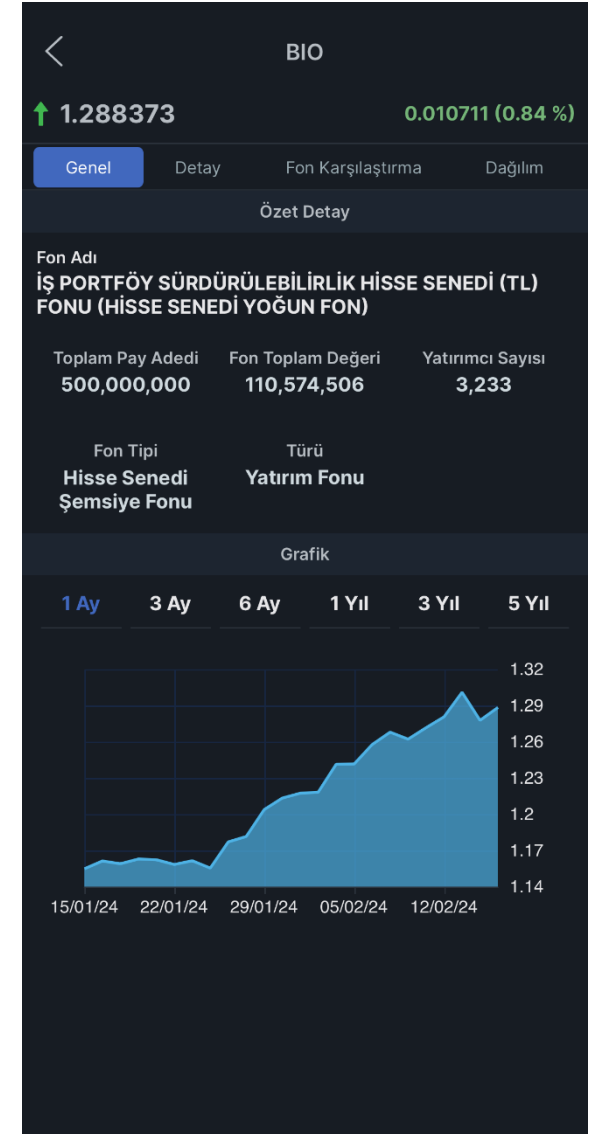 BIO
1.288373 0.010711 (0.84 %)
Genel Detay Fon Karşılaştırma Dağılım
Özet Detay
Fon Adı
İŞ PORTFÖY SÜRDÜRÜLEBİLİRLİK HİSSE SENEDİ (TL)
FONU (HİSSE SENEDİ YOĞUN FON)
Toplam Pay Adedi Fon Toplam Değeri Yatırımcı Sayısı
500,000,000 110,574,506 3,233
Fon Tipi Türü
Hisse Senedi Yatırım Fonu
Şemsiye Fonu
Grafik
1 Ay 3 Ay 6 Ay 1 Yıl 3 Yıl 5 Yıl
1.32
1.29
1.26
1.23
1.2
1.17
1.14
15/01/24 22/01/24 29/01/24 05/02/24 12/02/24